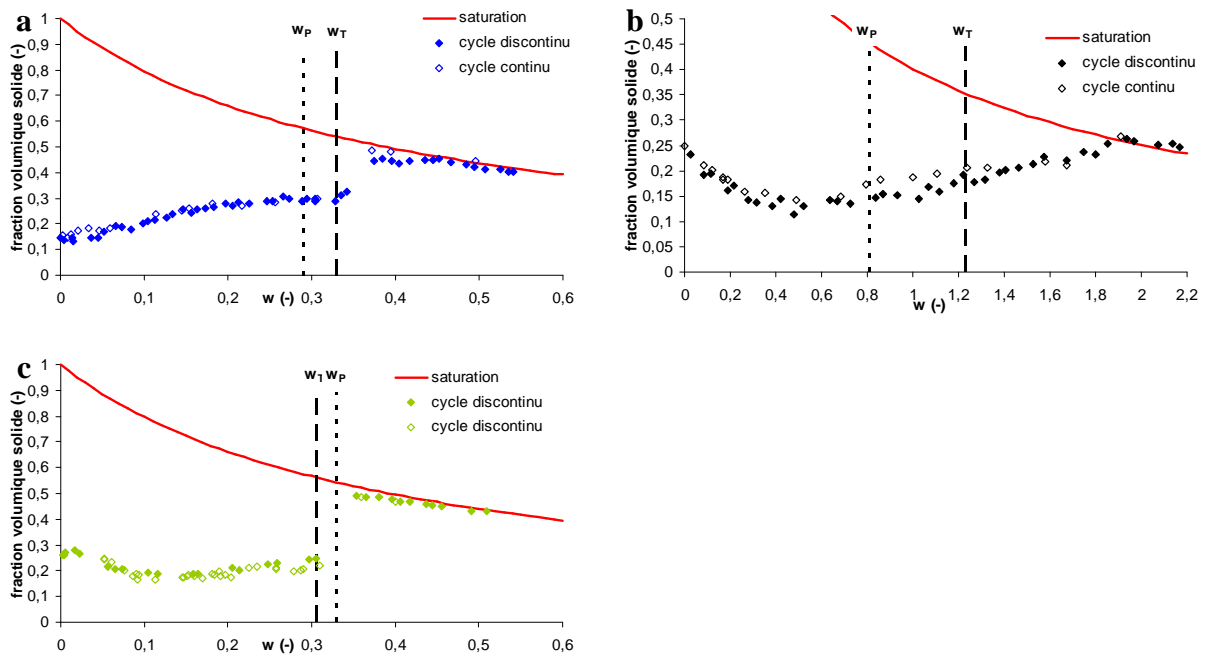 a
fraction volumique solide (-)
1
0,9
0,8
0,7
0,6
0,5
0,4
0,3
0,2
0,1
0
0 0,1 0,2 0,3 0,4 0,5 0,6
w (-)
wP wT
saturation
cycle discontinu
cycle continu
b
fraction volumique solide (-)
0,5
0,45
0,4
0,35
0,3
0,25
0,2
0,15
0,1
0,05
0
0 0,2 0,4 0,6 0,8 1 1,2 1,4 1,6 1,8 2 2,2
w (-)
wP wT
saturation
cycle discontinu
cycle continu
c
fraction volumique solide (-)
1
0,9
0,8
0,7
0,6
0,5
0,4
0,3
0,2
0,1
0
0 0,1 0,2 0,3 0,4 0,5 0,6
w (-)
wT wP
saturation
cycle discontinu
cycle discontinu